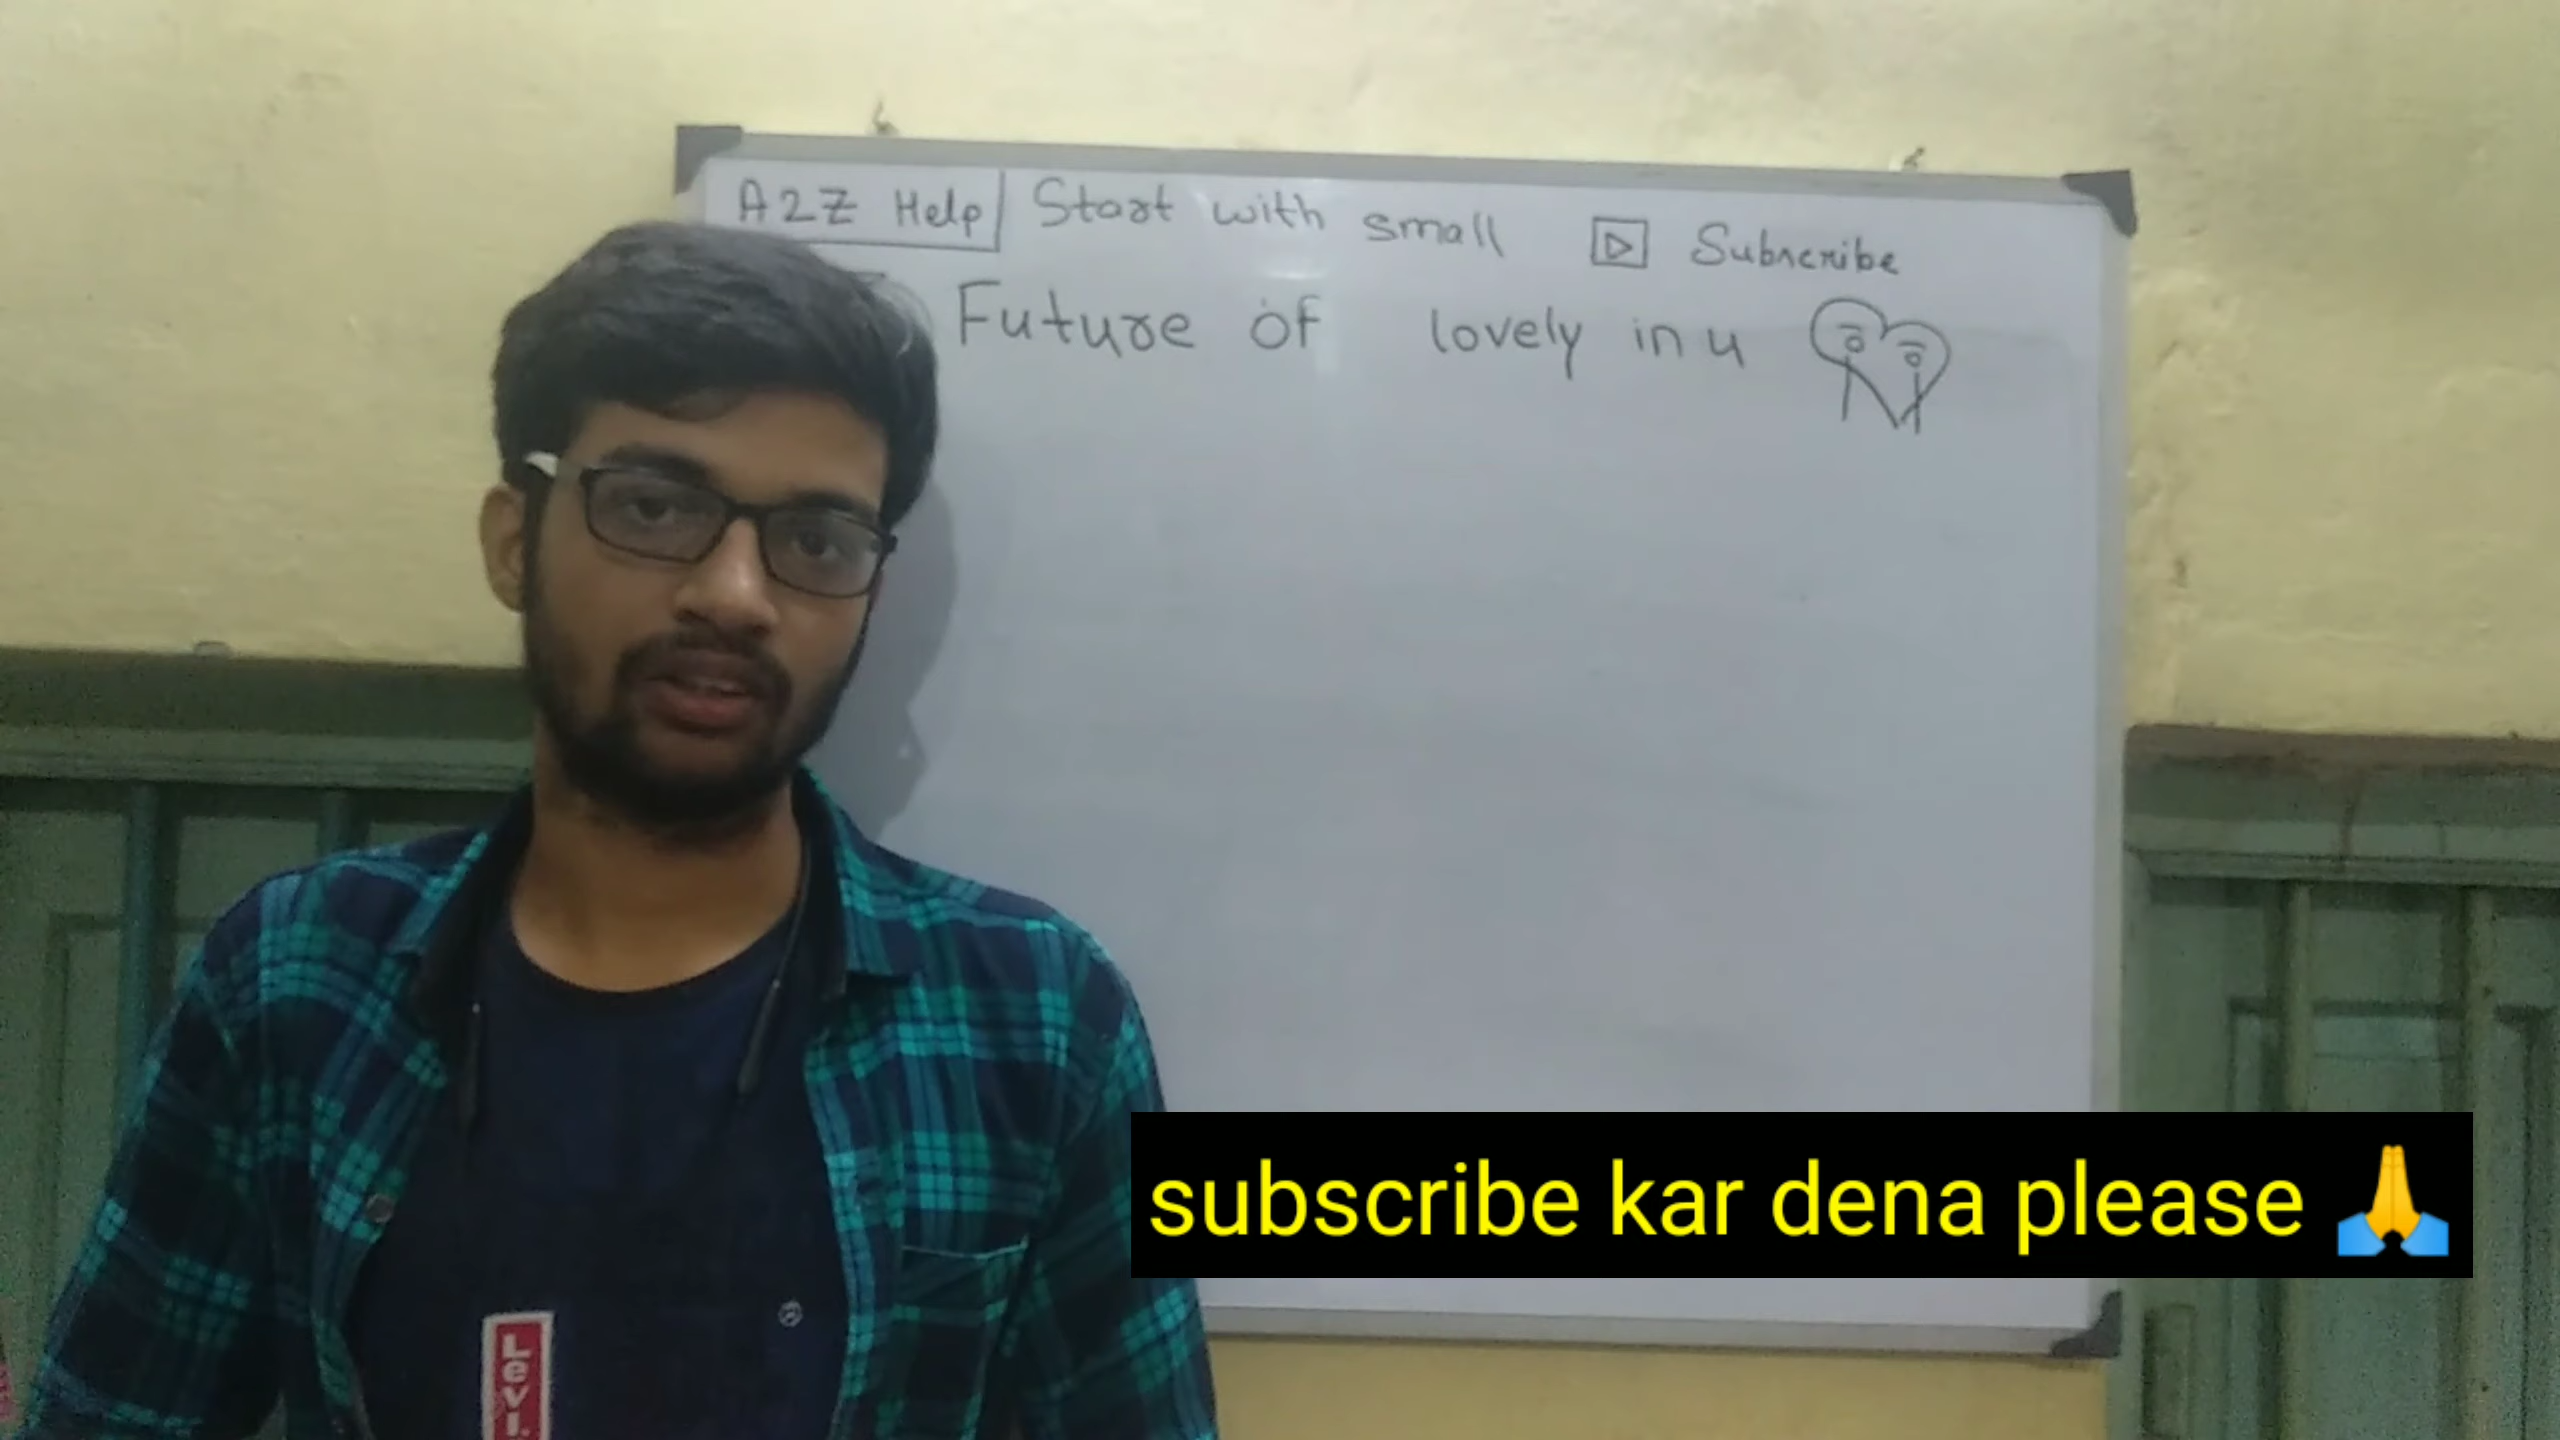 A2Z Help Start with small Subscribe
Future of lovely in u
subscribe kar dena please 🙏
Levi.